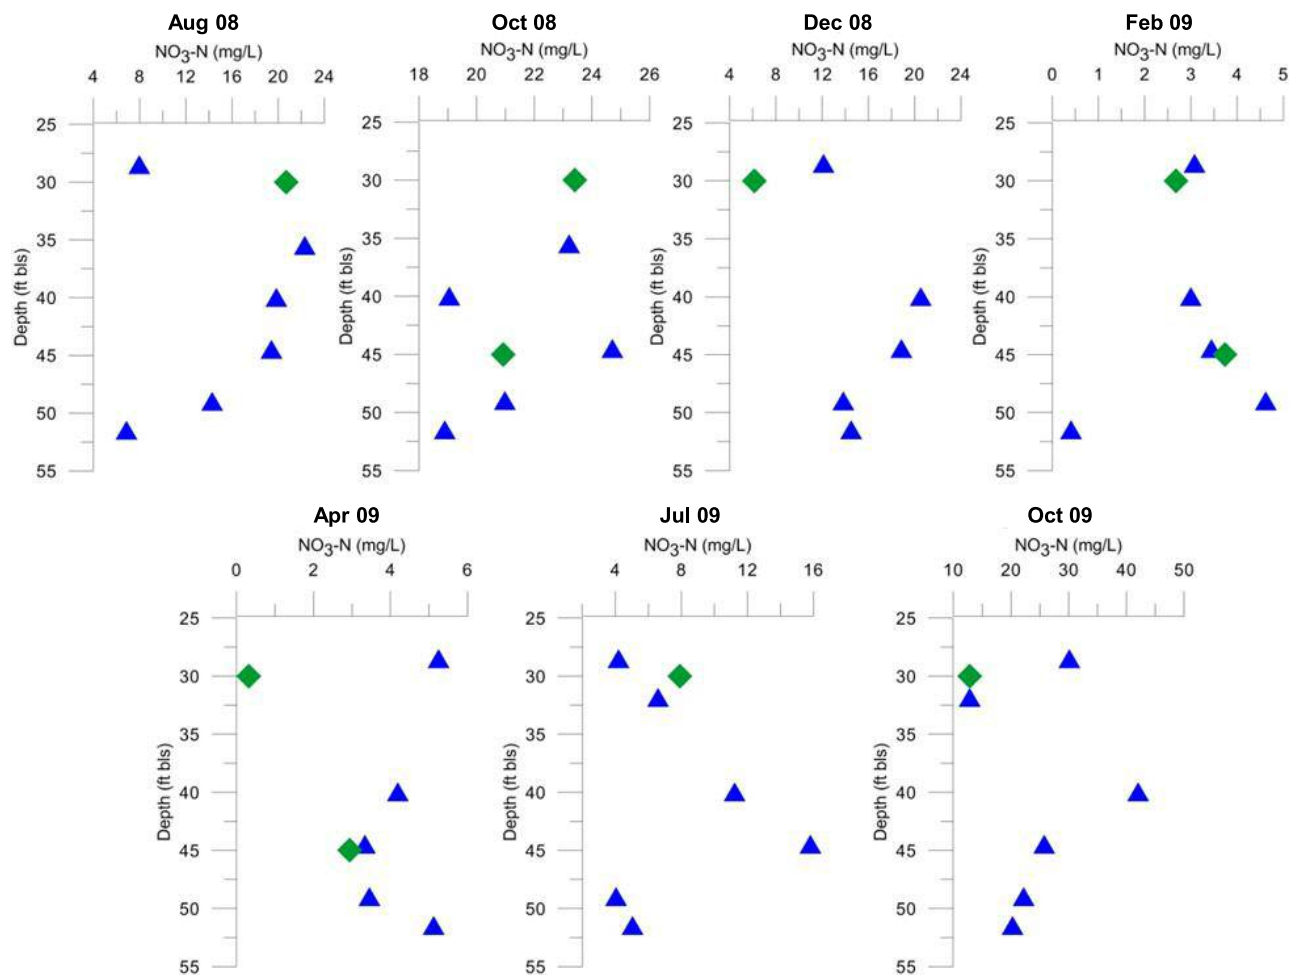 Aug 08
NO3-N (mg/L)
4 8 12 16 20 24
25
30
35
40
45
50
55
Depth (ft bls)
Oct 08
NO3-N (mg/L)
18 20 22 24 26
25
30
35
40
45
50
55
Depth (ft bls)
Dec 08
NO3-N (mg/L)
4 8 12 16 20 24
25
30
35
40
45
50
55
Depth (ft bls)
Feb 09
NO3-N (mg/L)
0 1 2 3 4 5
25
30
35
40
45
50
55
Depth (ft bls)
Apr 09
NO3-N (mg/L)
0 2 4 6
25
30
35
40
45
50
55
Depth (ft bls)
Jul 09
NO3-N (mg/L)
4 8 12 16
25
30
35
40
45
50
55
Depth (ft bls)
Oct 09
NO3-N (mg/L)
10 20 30 40 50
25
30
35
40
45
50
55
Depth (ft bls)